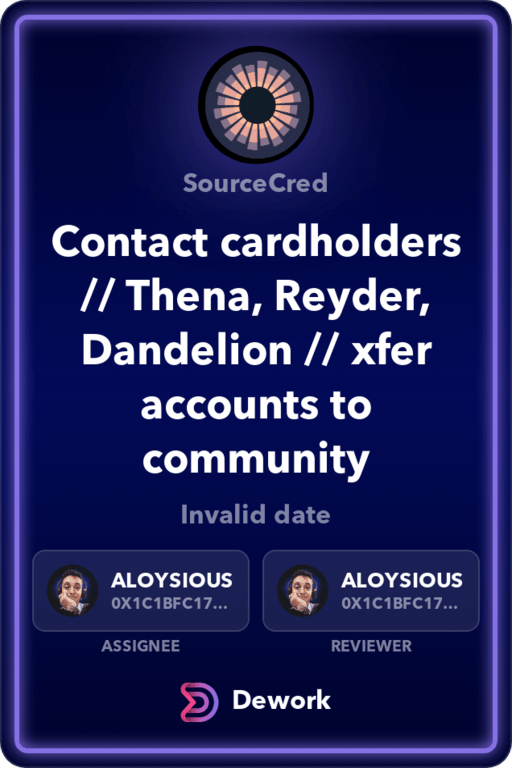 SourceCred
Contact cardholders
// Thena, Reyder,
Dandelion // xfer
accounts to
community
Invalid date
ALOYSIOUS
0X1C1BFC17...
ASSIGNEE
ALOYSIOUS
0X1C1BFC17...
REVIEWER
Dework